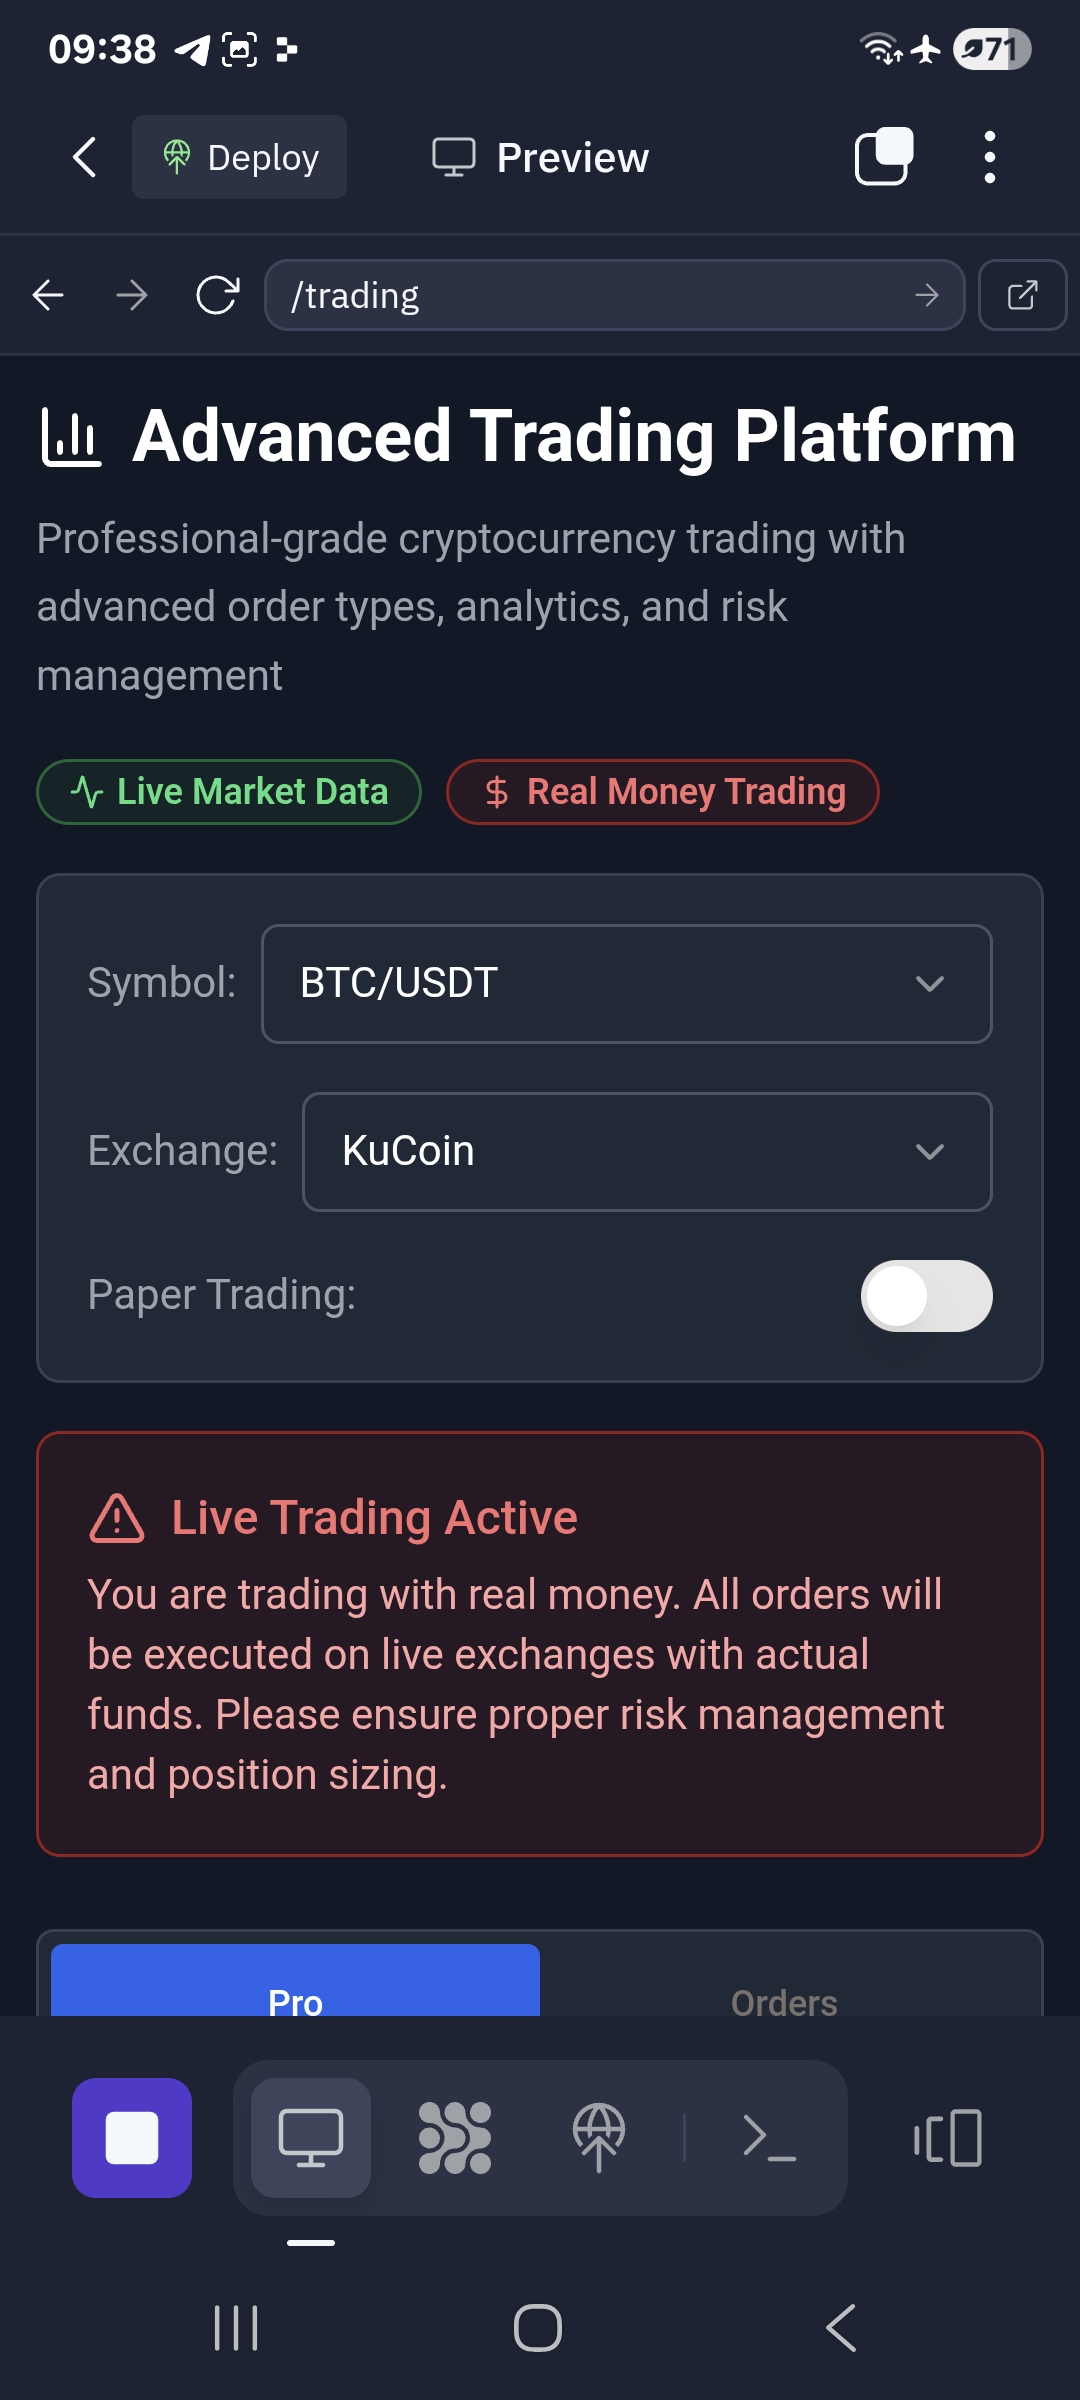 09:38
71
Deploy
Preview
/trading
Advanced Trading Platform
Professional-grade cryptocurrency trading with
advanced order types, analytics, and risk
management
Live Market Data
Real Money Trading
Symbol:
BTC/USDT
Exchange:
KuCoin
Paper Trading:
Live Trading Active
You are trading with real money. All orders will
be executed on live exchanges with actual
funds. Please ensure proper risk management
and position sizing.
Pro
Orders